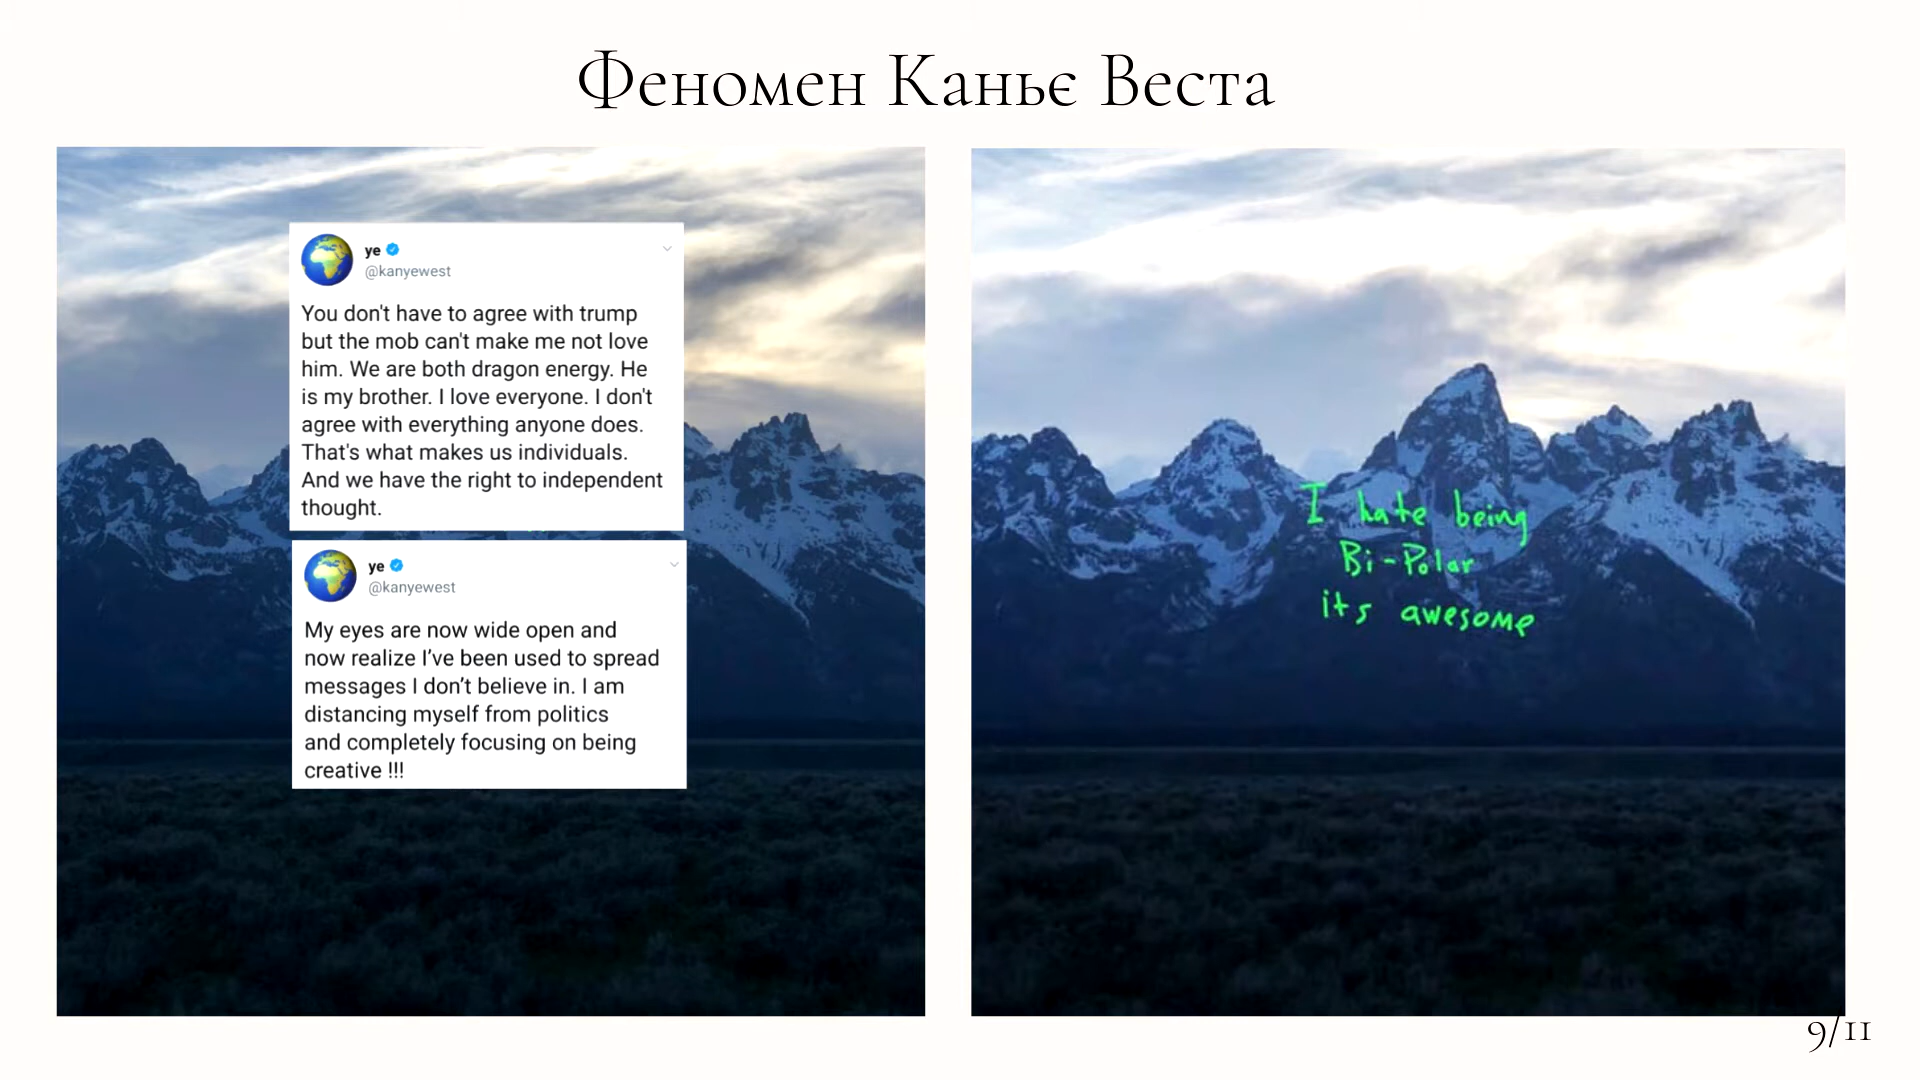 Феномен Каньє Веста
ye
@kanyewest
You don't have to agree with trump
but the mob can't make me not love
him. We are both dragon energy. He
is my brother. I love everyone. I don't
agree with everything anyone does.
That's what makes us individuals.
And we have the right to independent
thought.
ye
@kanyewest
My eyes are now wide open and
now realize I’ve been used to spread
messages I don’t believe in. I am
distancing myself from politics
and completely focusing on being
creative !!!
I hate being
Bi-Polar
its awesome
9/11